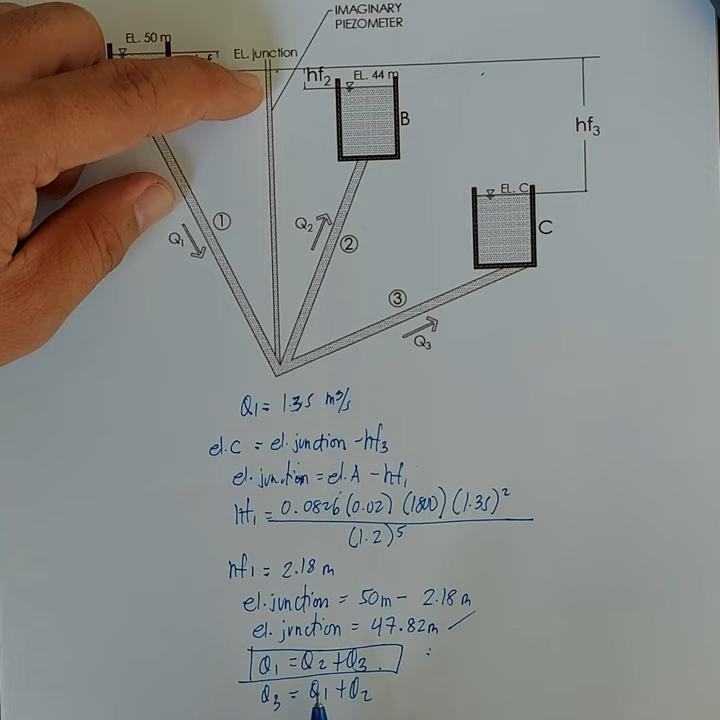 IMAGINARY
PIEZOMETER
EL. 50 m
EL. junction
hf₂
EL. 44 m
B
hf₃
EL. C
C
①
Q₁
Q₂
②
③
Q₃
Q1 = 1.35 m³/s
el.C = el.junction - hf₃
el.junction = el.A - hf₁
Hf₁ = 0.0826 (0.02) (1800) (1.35)²
(1.2)⁵
hf1 = 2.18 m
el.junction = 50m - 2.18 m
el.junction = 47.82m ✓
Q1 = Q2 + Q3
Q3 = Q1 + Q2